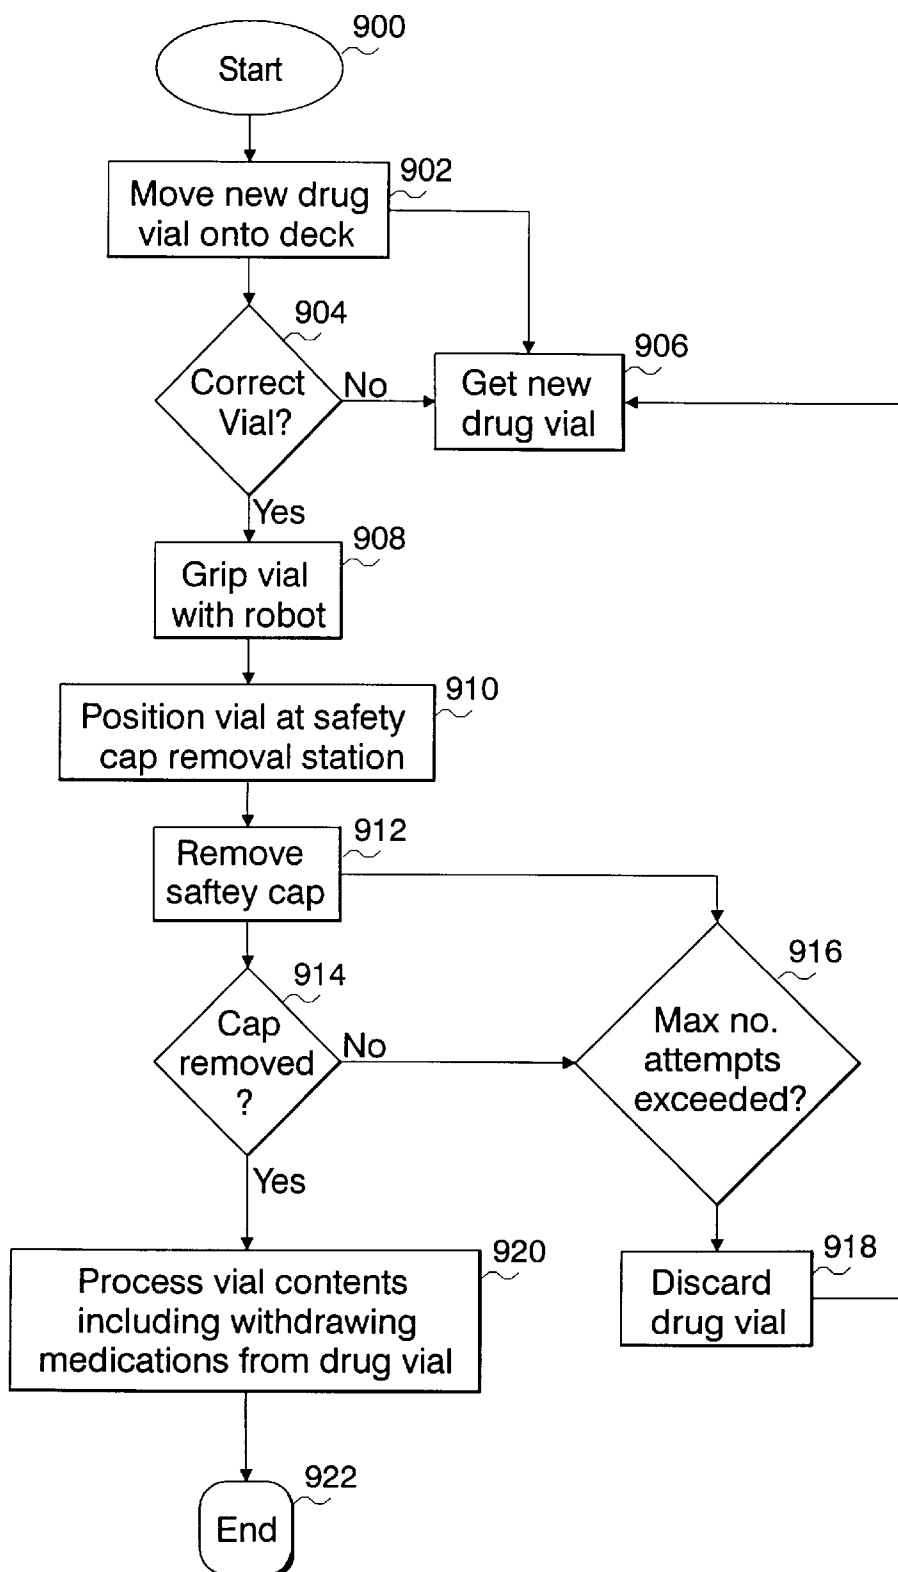 900
Start
902
Move new drug
vial onto deck
904
Correct
Vial?
No
906
Get new
drug vial
Yes
908
Grip vial
with robot
910
Position vial at safety
cap removal station
912
Remove
saftey cap
914
Cap
removed
?
No
916
Max no.
attempts
exceeded?
Yes
920
Process vial contents
including withdrawing
medications from drug vial
918
Discard
drug vial
922
End